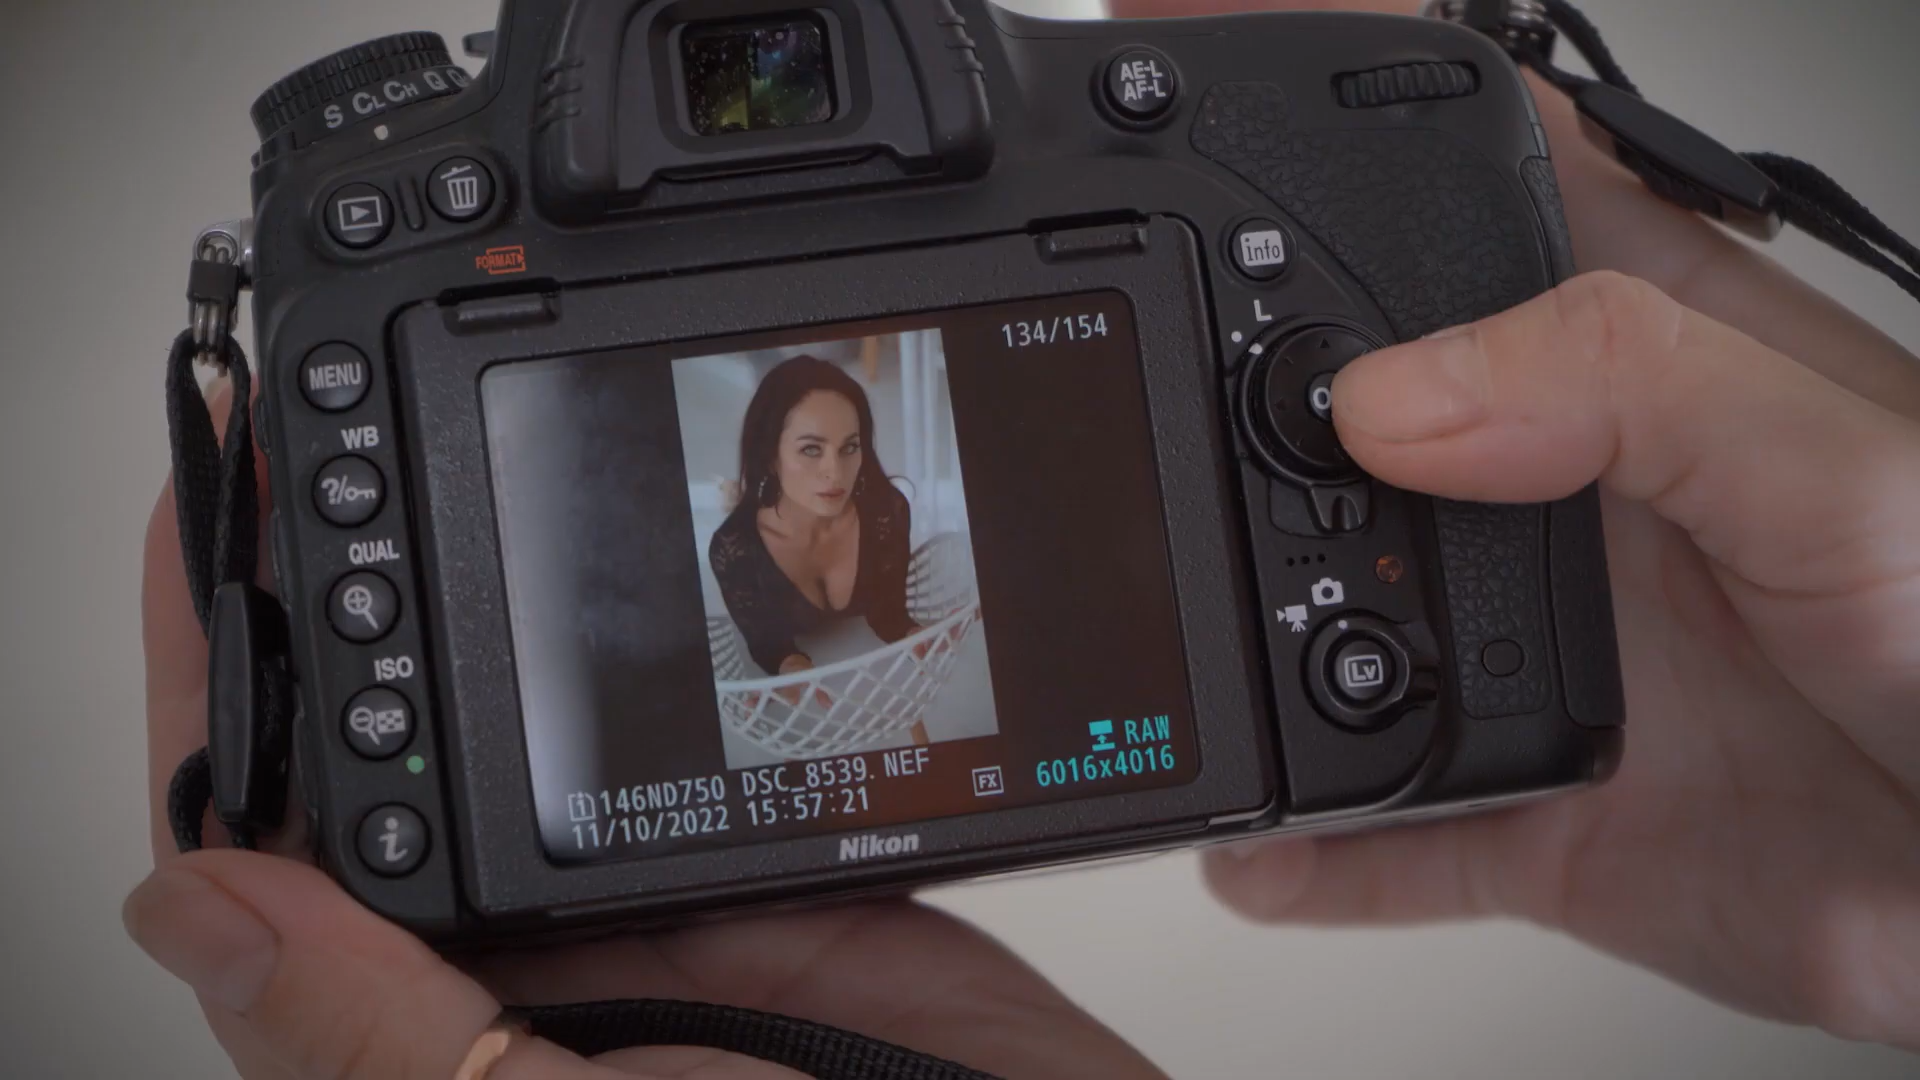 S CL CH Q Q
AE-L
AF-L
FORMAT
info
L
MENU
134/154
WB
?
QUAL
ISO
i
146ND750 DSC_8539.NEF
11/10/2022 15:57:21
FX
RAW
6016x4016
Lv
Nikon